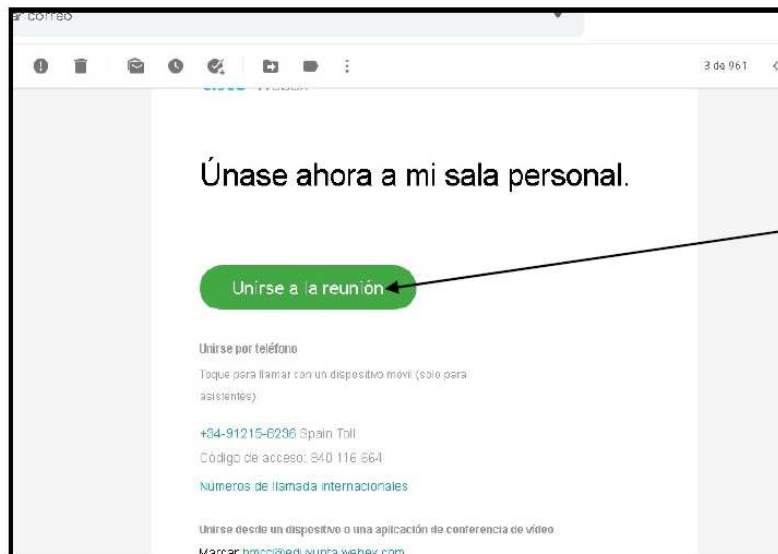 correo
3 de 961
Únase ahora a mi sala personal.
Unirse a la reunión
Unirse por teléfono
Toque para llamar con un dispositivo móvil (solo para
asistentes)
+34-91215-8236 Spain Toll
Código de acceso: 840 116 664
Números de llamada internacionales
Unirse desde un dispositivo o una aplicación de conferencia de vídeo
Marcar